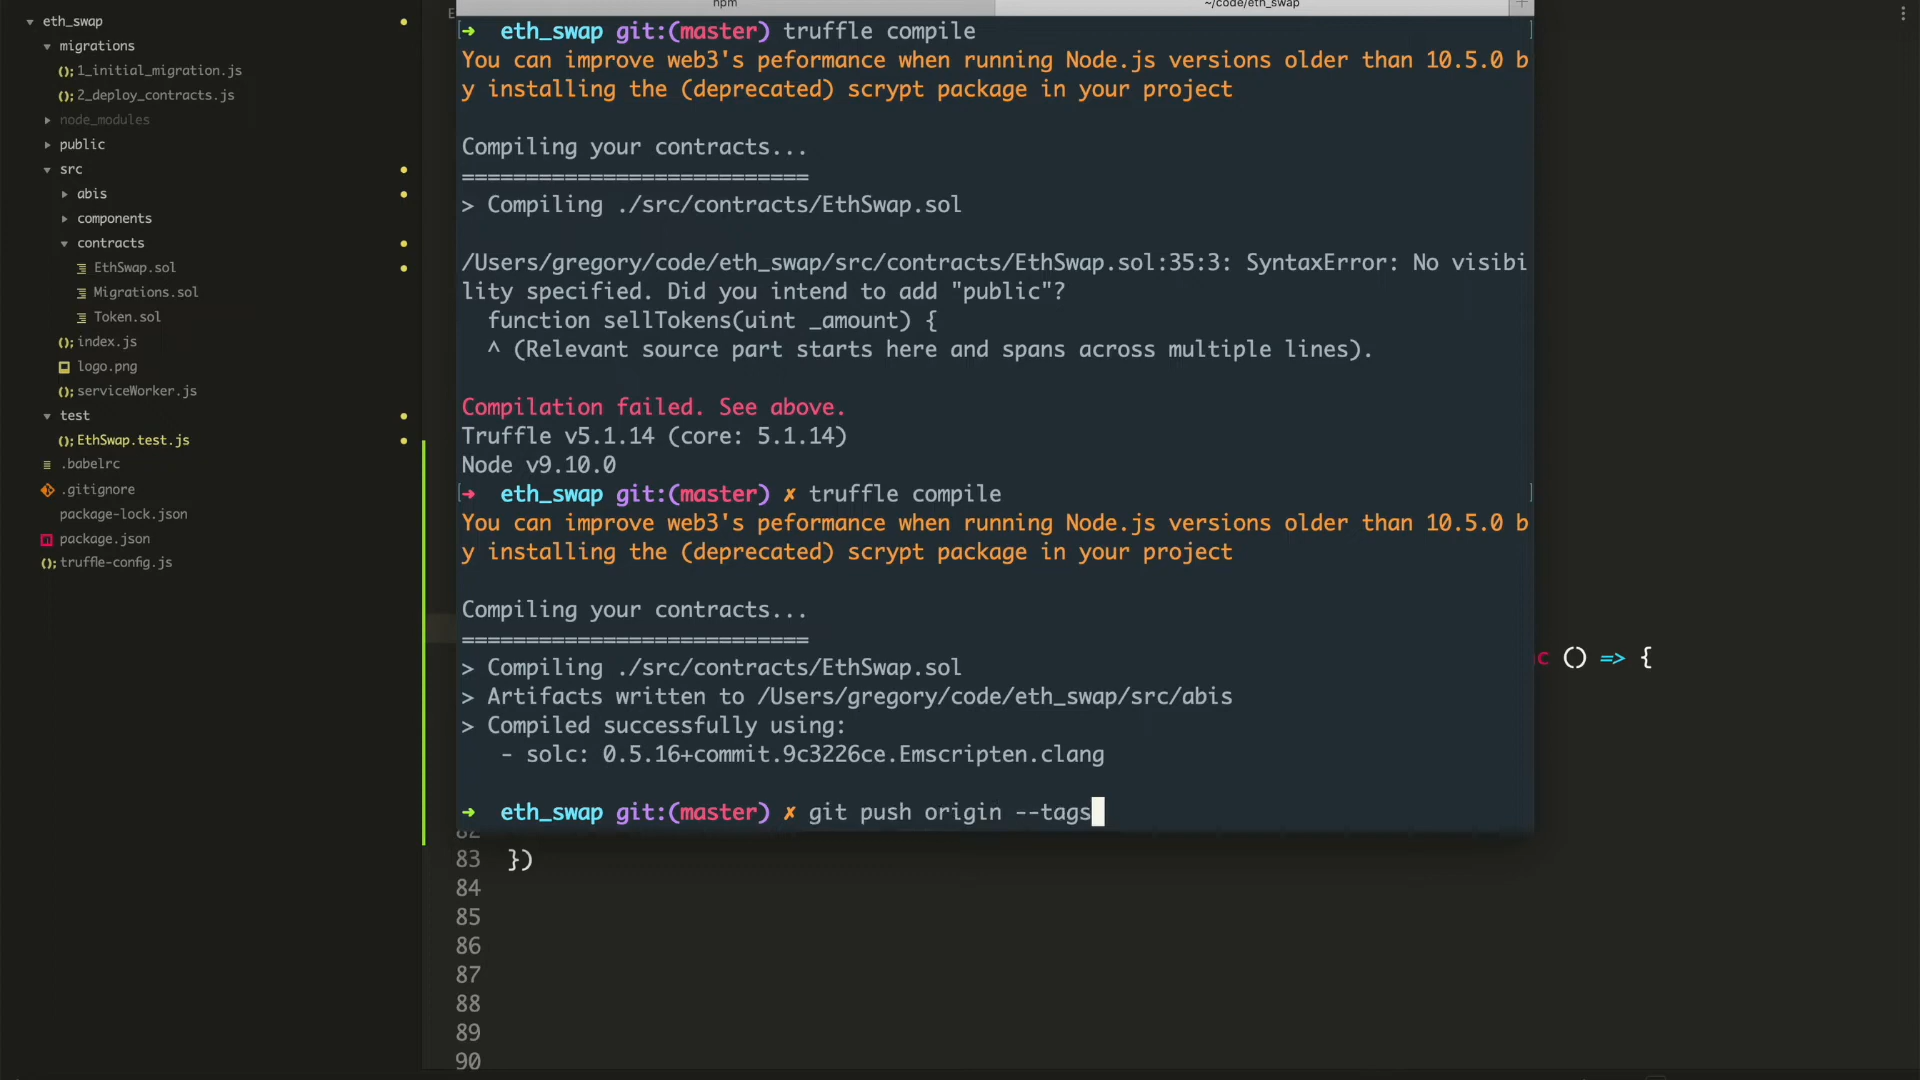 eth_swap
migrations
1_initial_migration.js
2_deploy_contracts.js
node_modules
public
src
abis
components
contracts
EthSwap.sol
Migrations.sol
Token.sol
index.js
logo.png
serviceWorker.js
test
EthSwap.test.js
.babelrc
.gitignore
package-lock.json
package.json
truffle-config.js
npm
~/code/eth_swap
→ eth_swap git:(master) truffle compile
You can improve web3's peformance when running Node.js versions older than 10.5.0 b
y installing the (deprecated) scrypt package in your project
Compiling your contracts...
===========================
> Compiling ./src/contracts/EthSwap.sol
/Users/gregory/code/eth_swap/src/contracts/EthSwap.sol:35:3: SyntaxError: No visibi
lity specified. Did you intend to add "public"?
function sellTokens(uint _amount) {
^ (Relevant source part starts here and spans across multiple lines).
Compilation failed. See above.
Truffle v5.1.14 (core: 5.1.14)
Node v9.10.0
→ eth_swap git:(master) ✗ truffle compile
You can improve web3's peformance when running Node.js versions older than 10.5.0 b
y installing the (deprecated) scrypt package in your project
Compiling your contracts...
===========================
> Compiling ./src/contracts/EthSwap.sol
> Artifacts written to /Users/gregory/code/eth_swap/src/abis
> Compiled successfully using:
- solc: 0.5.16+commit.9c3226ce.Emscripten.clang
→ eth_swap git:(master) ✗ git push origin --tags
c () => {
83 })
84
85
86
87
88
89
90